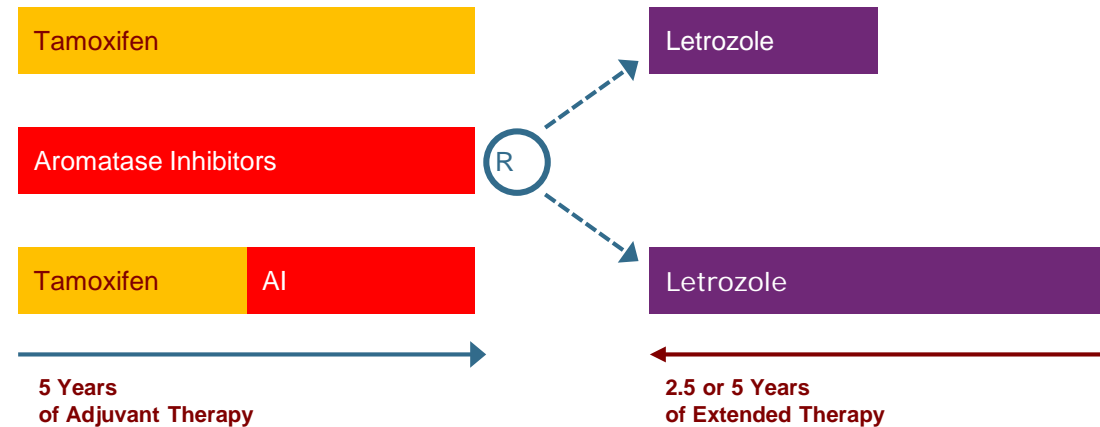 Tamoxifen
Letrozole
Aromatase Inhibitors
R
Tamoxifen
AI
Letrozole
5 Years
of Adjuvant Therapy
2.5 or 5 Years
of Extended Therapy